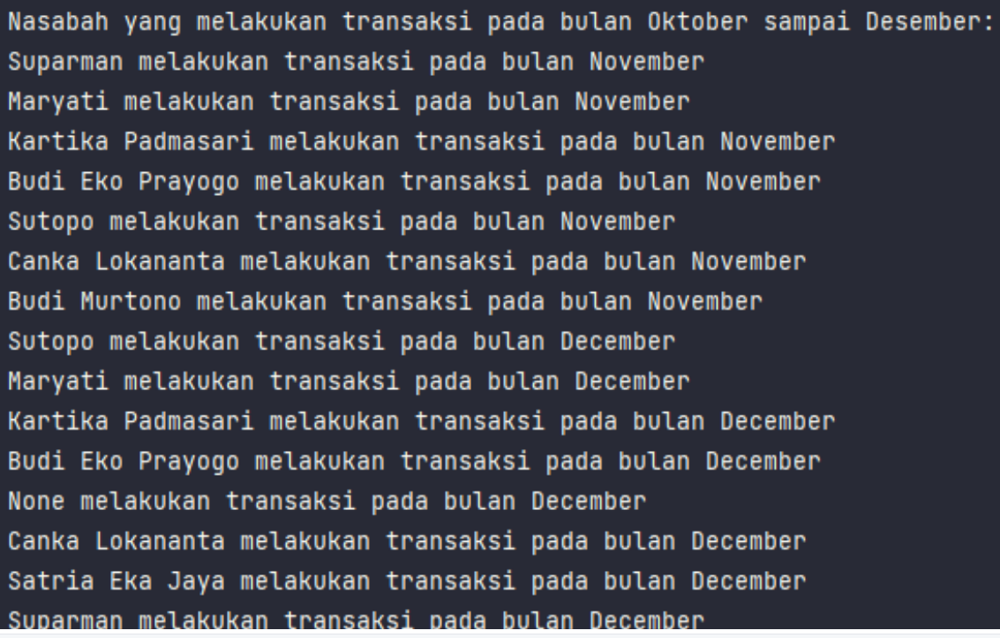 Nasabah yang melakukan transaksi pada bulan Oktober sampai Desember:
Suparman melakukan transaksi pada bulan November
Maryati melakukan transaksi pada bulan November
Kartika Padmasari melakukan transaksi pada bulan November
Budi Eko Prayogo melakukan transaksi pada bulan November
Sutopo melakukan transaksi pada bulan November
Canka Lokananta melakukan transaksi pada bulan November
Budi Murtono melakukan transaksi pada bulan November
Sutopo melakukan transaksi pada bulan December
Maryati melakukan transaksi pada bulan December
Kartika Padmasari melakukan transaksi pada bulan December
Budi Eko Prayogo melakukan transaksi pada bulan December
None melakukan transaksi pada bulan December
Canka Lokananta melakukan transaksi pada bulan December
Satria Eka Jaya melakukan transaksi pada bulan December
Suparman melakukan transaksi pada bulan December